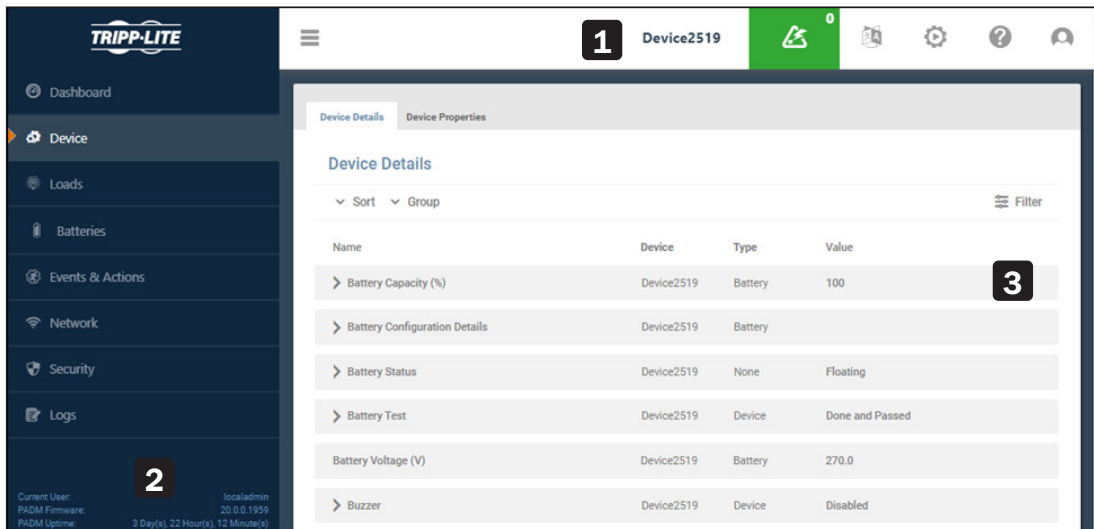 TRIPP·LITE
1 Device2519 0
Dashboard
Device
Loads
Batteries
Events & Actions
Network
Security
Logs
2
Current User: localadmin
PADM Firmware: 20.0.0.1959
PADM Uptime: 3 Day(s), 22 Hour(s), 12 Minute(s)
Device Details Device Properties
Device Details
Sort Group Filter
Name Device Type Value
Battery Capacity (%) Device2519 Battery 100 3
Battery Configuration Details Device2519 Battery
Battery Status Device2519 None Floating
Battery Test Device2519 Device Done and Passed
Battery Voltage (V) Device2519 Battery 270.0
Buzzer Device2519 Device Disabled